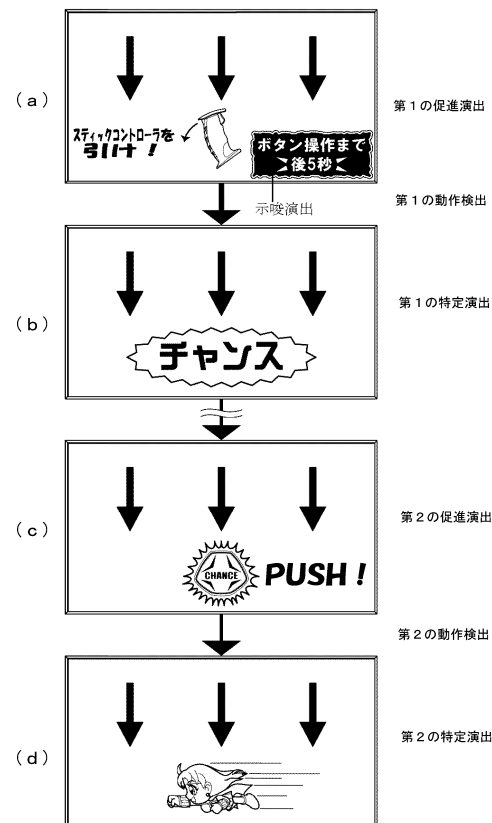 (a)
第1の促進演出
スティックコントローラを
引け!
ボタン操作まで
後5秒
示唆演出
第1の動作検出
(b)
第1の特定演出
チャンス
(c)
第2の促進演出
CHANCE
PUSH!
第2の動作検出
(d)
第2の特定演出